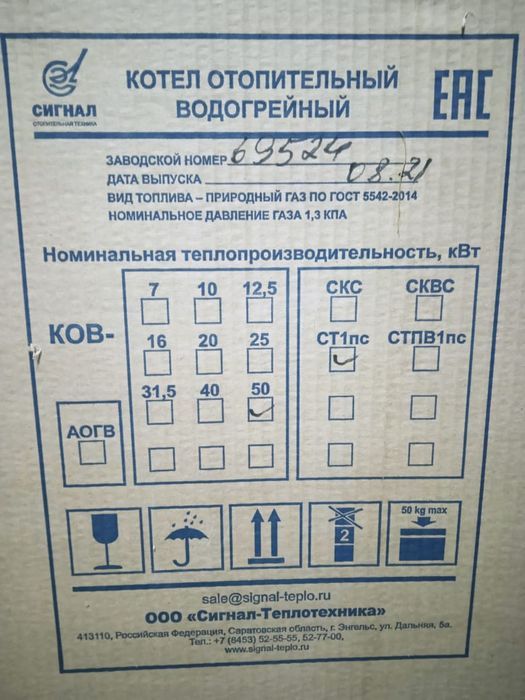 СИГНАЛ
ОТОПИТЕЛЬНАЯ ТЕХНИКА
КОТЕЛ ОТОПИТЕЛЬНЫЙ
ВОДОГРЕЙНЫЙ
EAC
ЗАВОДСКОЙ НОМЕР 69524
ДАТА ВЫПУСКА 08.21
ВИД ТОПЛИВА – ПРИРОДНЫЙ ГАЗ ПО ГОСТ 5542-2014
НОМИНАЛЬНОЕ ДАВЛЕНИЕ ГАЗА 1,3 КПА
Номинальная теплопроизводительность, кВт
7 10 12,5 СКС СКВС
КОВ-
16 20 25 СТ1пс СТПВ1пс
31,5 40 50
АОГВ
2
50 kg max
sale@signal-teplo.ru
ООО «Сигнал-Теплотехника»
413110, Российская Федерация, Саратовская область, г. Энгельс, ул. Дальняя, 5а.
Тел.: +7 (8453) 52-55-55, 52-77-00,
www.signal-teplo.ru